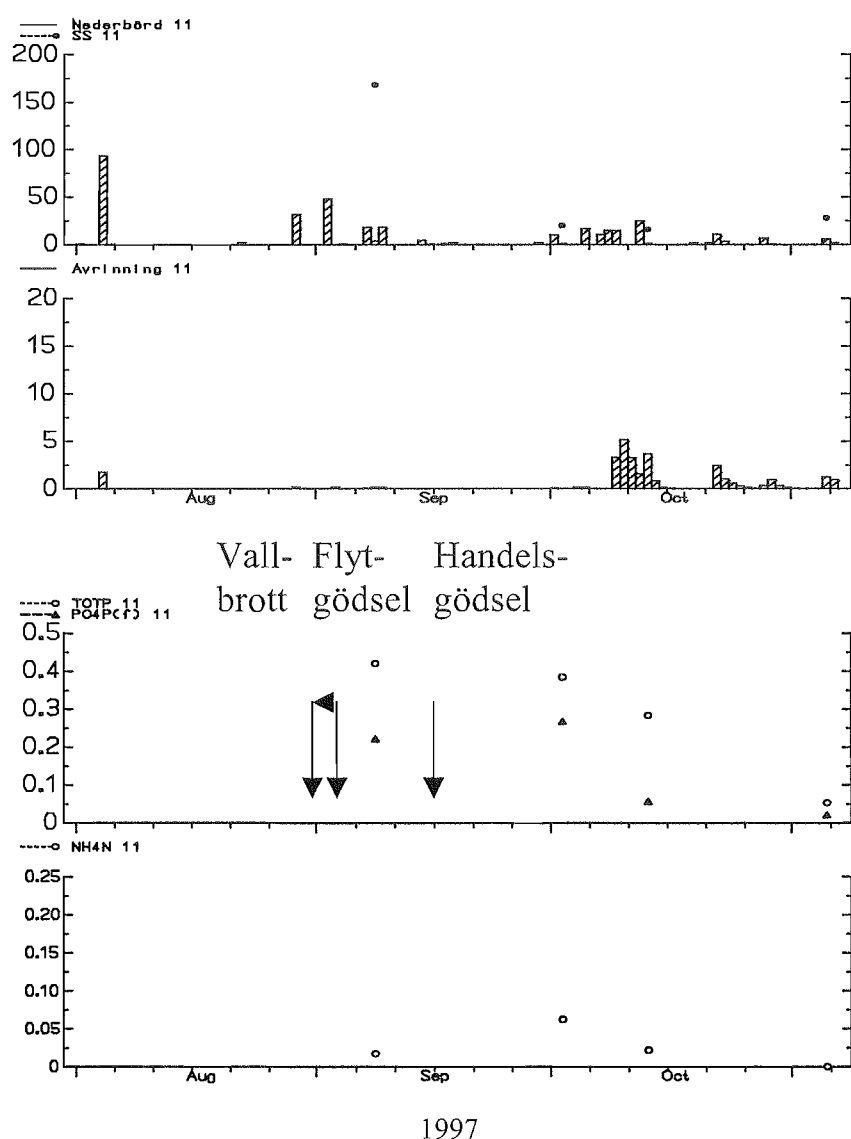 Nederbörd 11
SS 11
200
150
100
50
0
Avrinning 11
20
15
10
5
0
Aug Sep Oct
Vall- Flyt- Handels-
brott gödsel gödsel
TOTP 11
PO4P(f) 11
0.5
0.4
0.3
0.2
0.1
0
NH4N 11
0.25
0.20
0.15
0.10
0.05
0
Aug Sep Oct
1997